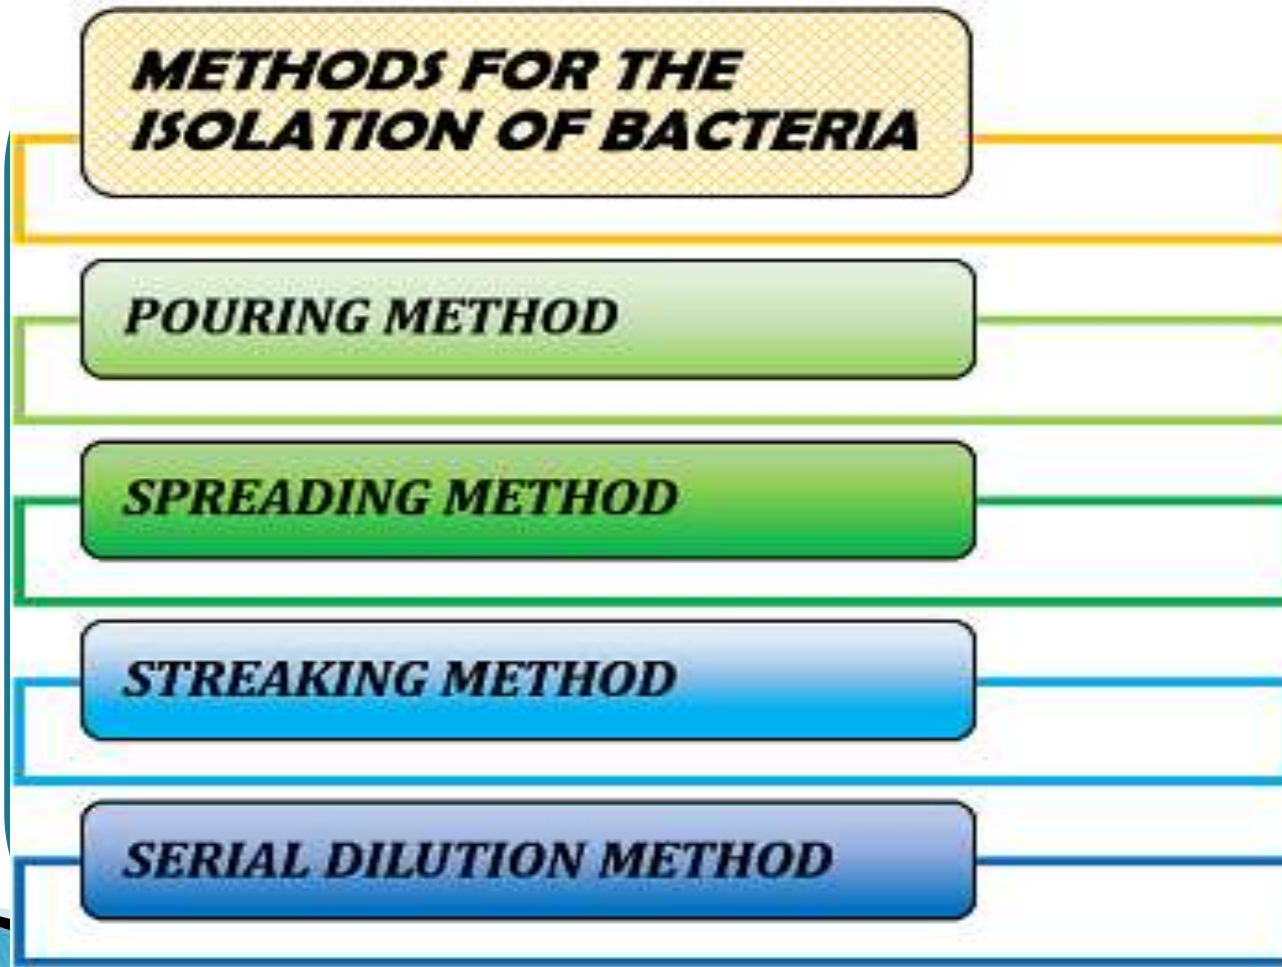 METHODS FOR THE
ISOLATION OF BACTERIA
POURING METHOD
SPREADING METHOD
STREAKING METHOD
SERIAL DILUTION METHOD